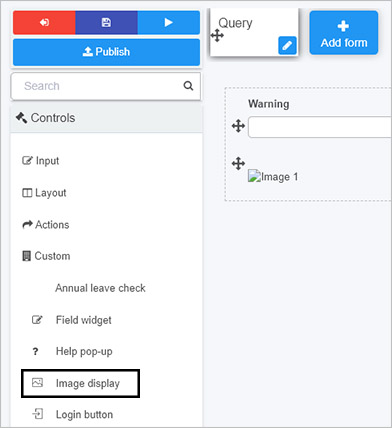 Publish
Search
Controls
Input
Layout
Actions
Custom
Annual leave check
Field widget
? Help pop-up
Image display
Login button
Query
Add form
Warning
Image 1